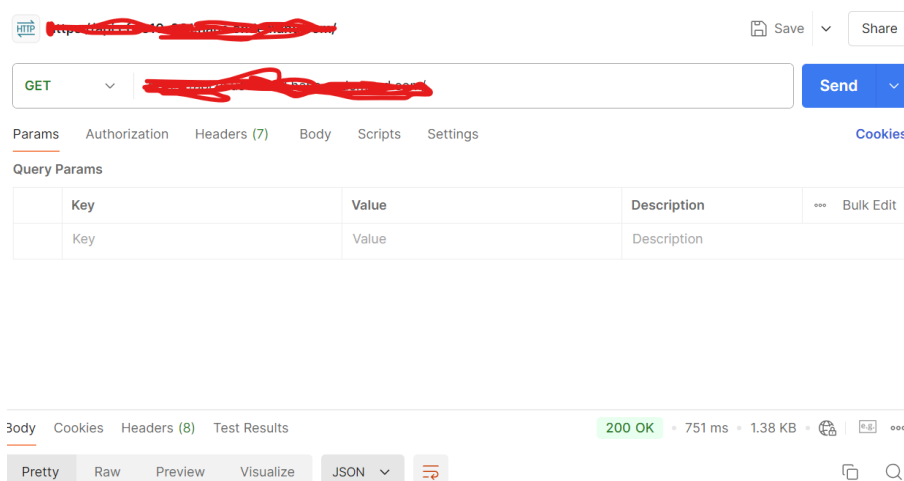 HTTP
Save
Share
GET
Send
Params Authorization Headers (7) Body Scripts Settings Cookies
Query Params
Key Value Description Bulk Edit
Key Value Description
Body Cookies Headers (8) Test Results 200 OK 751 ms 1.38 KB e.g.
Pretty Raw Preview Visualize JSON